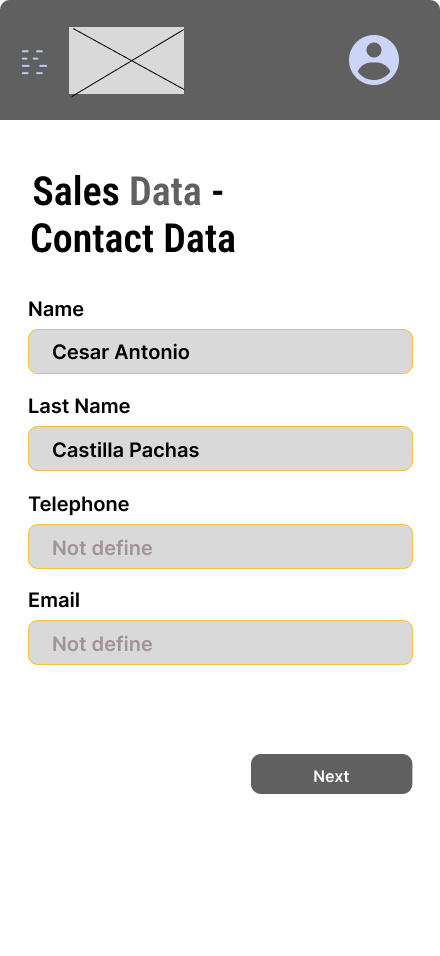 Sales Data -
Contact Data
Name
Cesar Antonio
Last Name
Castilla Pachas
Telephone
Not define
Email
Not define
Next